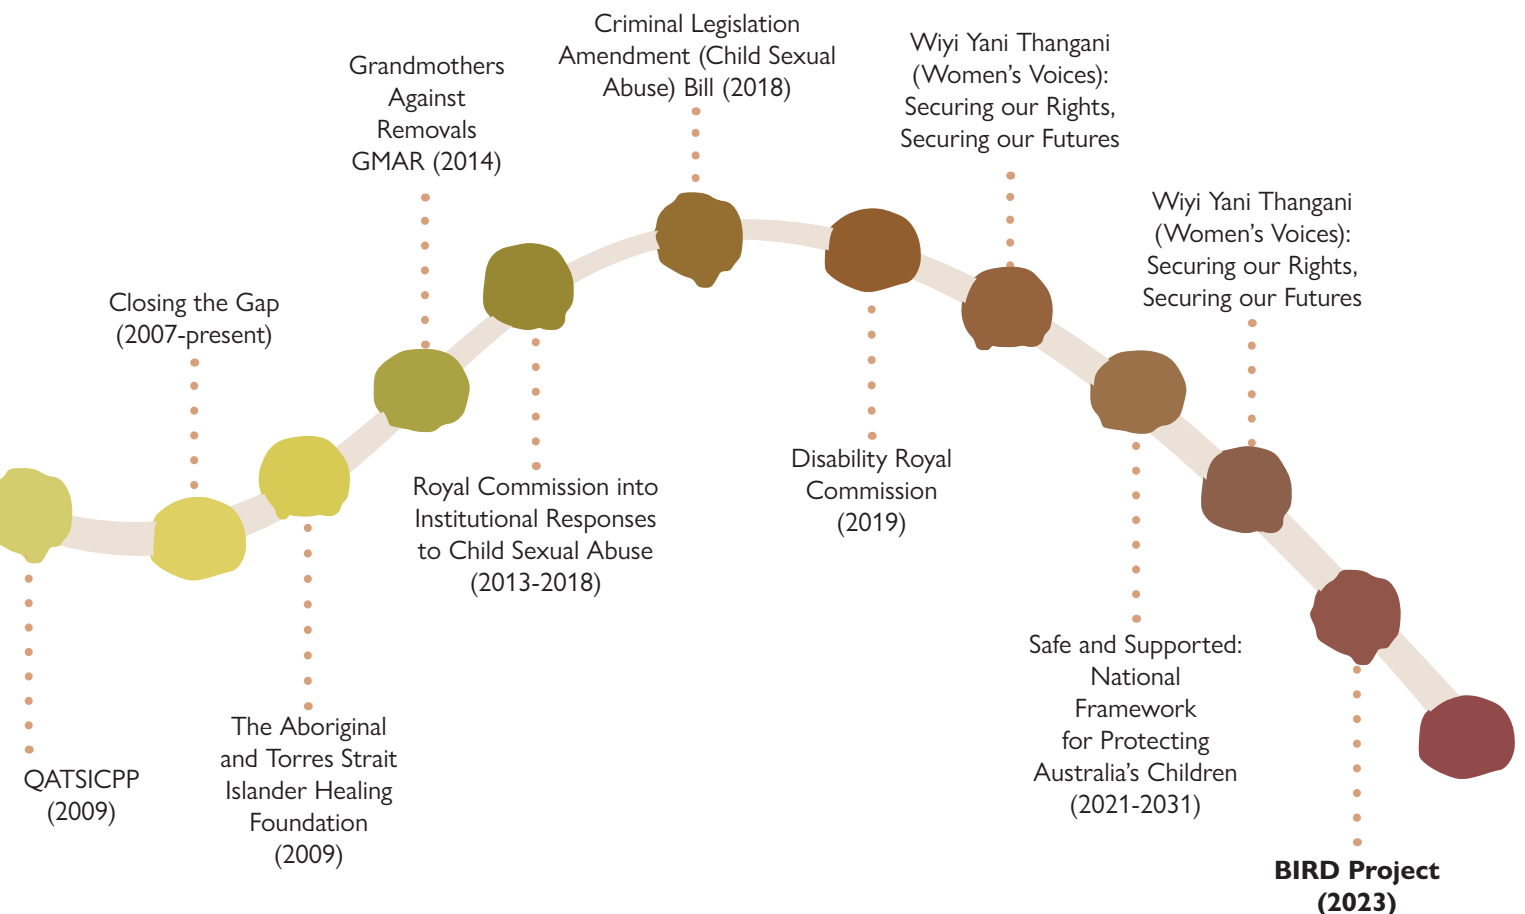 QATSICPP
(2009)
Closing the Gap
(2007-present)
The Aboriginal
and Torres Strait
Islander Healing
Foundation
(2009)
Grandmothers
Against
Removals
GMAR (2014)
Royal Commission into
Institutional Responses
to Child Sexual Abuse
(2013-2018)
Criminal Legislation
Amendment (Child Sexual
Abuse) Bill (2018)
Disability Royal
Commission
(2019)
Wiyi Yani Thangani
(Women’s Voices):
Securing our Rights,
Securing our Futures
Safe and Supported:
National
Framework
for Protecting
Australia’s Children
(2021-2031)
Wiyi Yani Thangani
(Women’s Voices):
Securing our Rights,
Securing our Futures
BIRD Project
(2023)